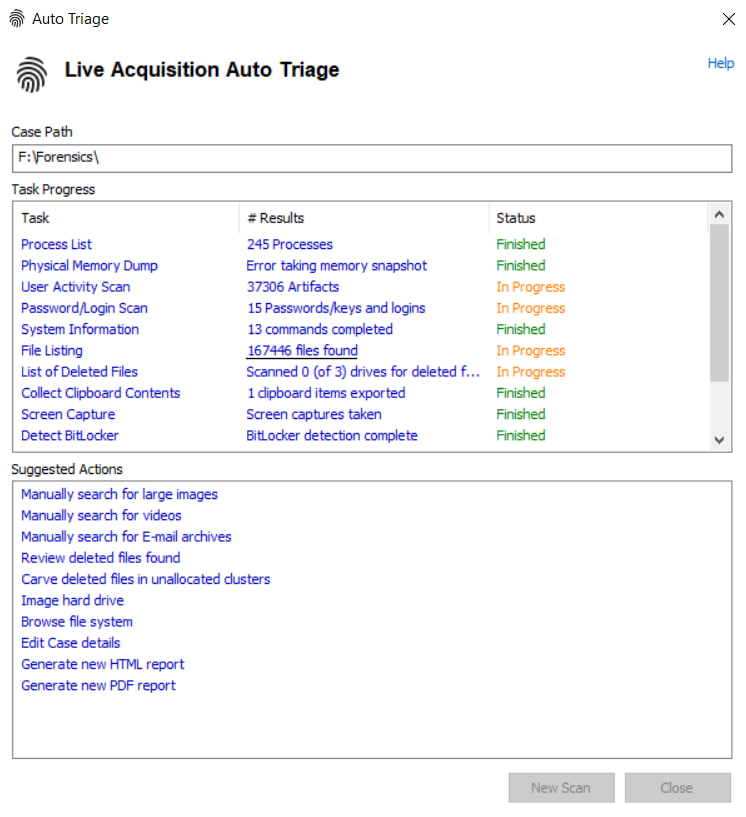 Auto Triage
Live Acquisition Auto Triage
Help
Case Path
F:\Forensics\
Task Progress
Task # Results Status
Process List 245 Processes Finished
Physical Memory Dump Error taking memory snapshot Finished
User Activity Scan 37306 Artifacts In Progress
Password/Login Scan 15 Passwords/keys and logins In Progress
System Information 13 commands completed Finished
File Listing 167446 files found In Progress
List of Deleted Files Scanned 0 (of 3) drives for deleted f... In Progress
Collect Clipboard Contents 1 clipboard items exported Finished
Screen Capture Screen captures taken Finished
Detect BitLocker BitLocker detection complete Finished
Suggested Actions
Manually search for large images
Manually search for videos
Manually search for E-mail archives
Review deleted files found
Carve deleted files in unallocated clusters
Image hard drive
Browse file system
Edit Case details
Generate new HTML report
Generate new PDF report
New Scan Close